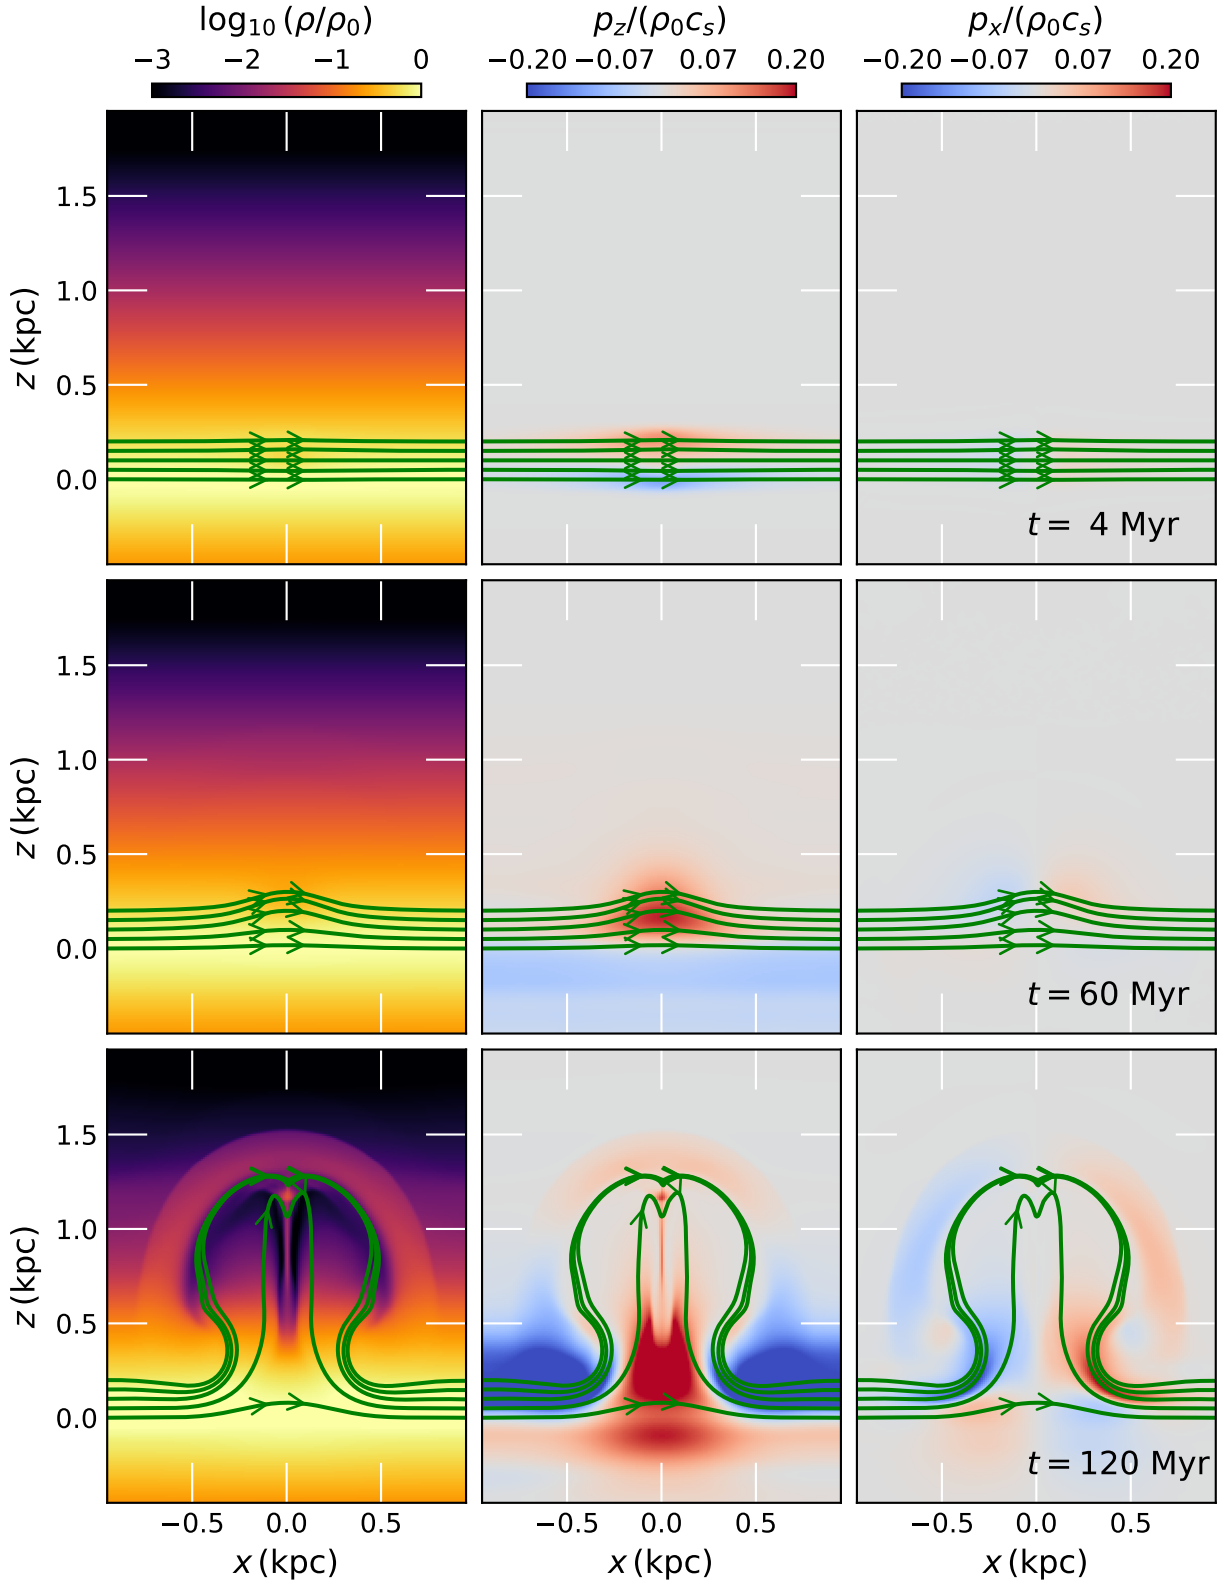 log₁₀ (ρ/ρ₀) p_z/(ρ₀c_s) p_x/(ρ₀c_s)
−3 −2 −1 0 −0.20 −0.07 0.07 0.20 −0.20 −0.07 0.07 0.20
1.5
1.0
z (kpc)
0.5
0.0
t = 4 Myr
1.5
1.0
z (kpc)
0.5
0.0
t = 60 Myr
1.5
1.0
z (kpc)
0.5
0.0
t = 120 Myr
−0.5 0.0 0.5 −0.5 0.0 0.5 −0.5 0.0 0.5
x (kpc) x (kpc) x (kpc)